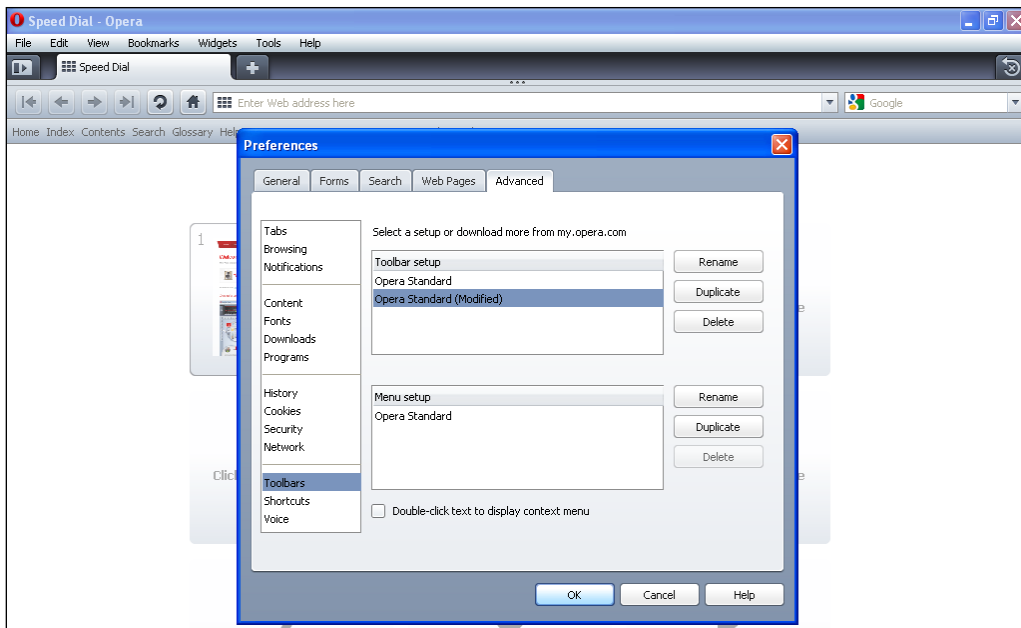 Speed Dial - Opera
File Edit View Bookmarks Widgets Tools Help
Speed Dial
Enter Web address here
Google
Home Index Contents Search Glossary Help
Preferences
General Forms Search Web Pages Advanced
Tabs
Browsing
Notifications
Content
Fonts
Downloads
Programs
History
Cookies
Security
Network
Toolbars
Shortcuts
Voice
Select a setup or download more from my.opera.com
Toolbar setup
Opera Standard
Opera Standard (Modified)
Rename
Duplicate
Delete
Menu setup
Opera Standard
Rename
Duplicate
Delete
Double-click text to display context menu
OK Cancel Help
1
Clic
e
e